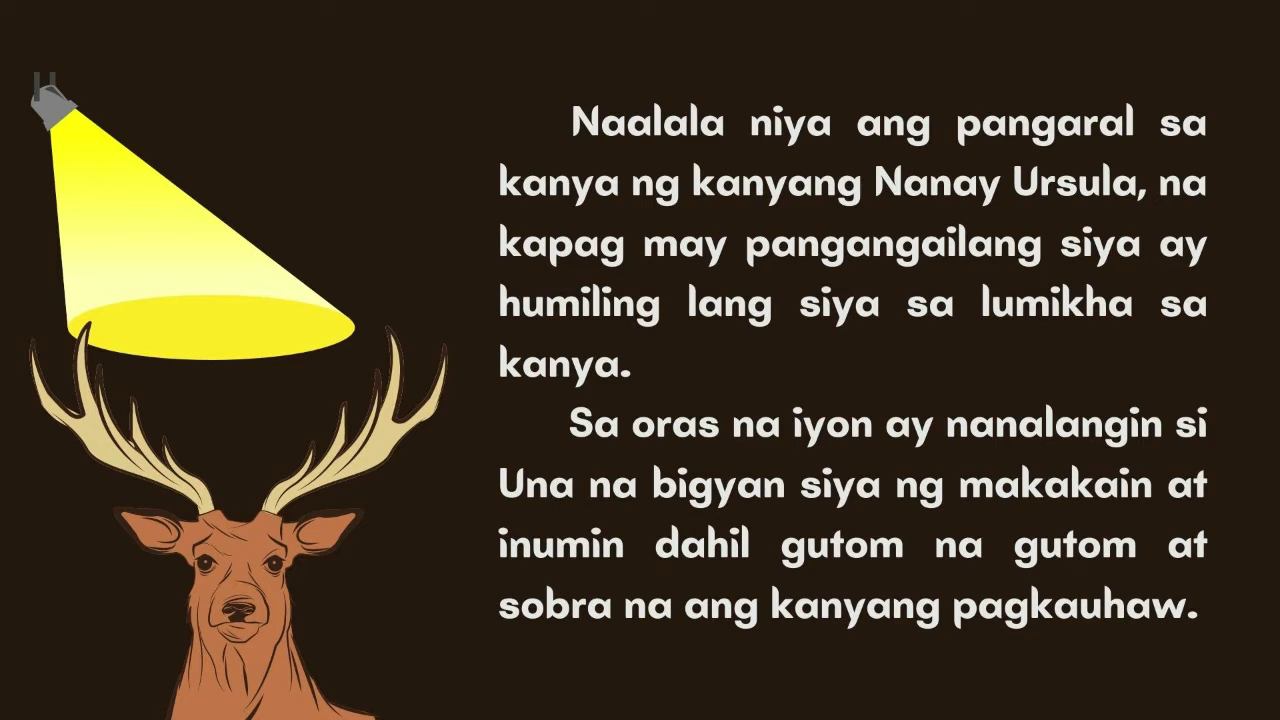 Naalala niya ang pangaral sa
kanya ng kanyang Nanay Ursula, na
kapag may pangangailang siya ay
humiling lang siya sa lumikha sa
kanya.
Sa oras na iyon ay nanalangin si
Una na bigyan siya ng makakain at
inumin dahil gutom na gutom at
sobra na ang kanyang pagkauhaw.